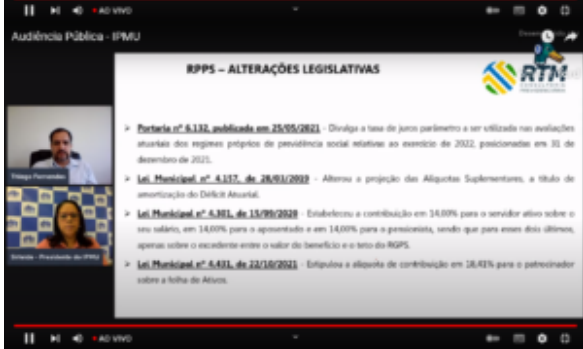 AO VIVO
Audiência Pública - IPMU
RPPS – ALTERAÇÕES LEGISLATIVAS
RTM
Portaria nº 6.132, publicada em 25/05/2021 - Divulga a taxa de juros parâmetro a ser utilizada nas avaliações
atuariais dos regimes próprios de previdência social relativas ao exercício de 2022, posicionadas em 31 de
dezembro de 2021.
Thiago Fernandes
Lei Municipal nº 4.157, de 28/03/2019 - Alterou a projeção das Alíquotas Suplementares, a título de
amortização do Déficit Atuarial.
Lei Municipal nº 4.301, de 15/09/2020 - Estabeleceu a contribuição em 14,00% para o servidor ativo sobre o
seu salário, em 14,00% para o aposentado e em 14,00% para o pensionista, sendo que para esses dois últimos,
apenas sobre o excedente entre o valor do benefício e o teto do RGPS.
- Presidente do IPMU
Lei Municipal nº 4.431, de 22/10/2021 - Estipulou a alíquota de contribuição em 18,41% para o patrocinador
sobre a folha de Ativos.
AO VIVO